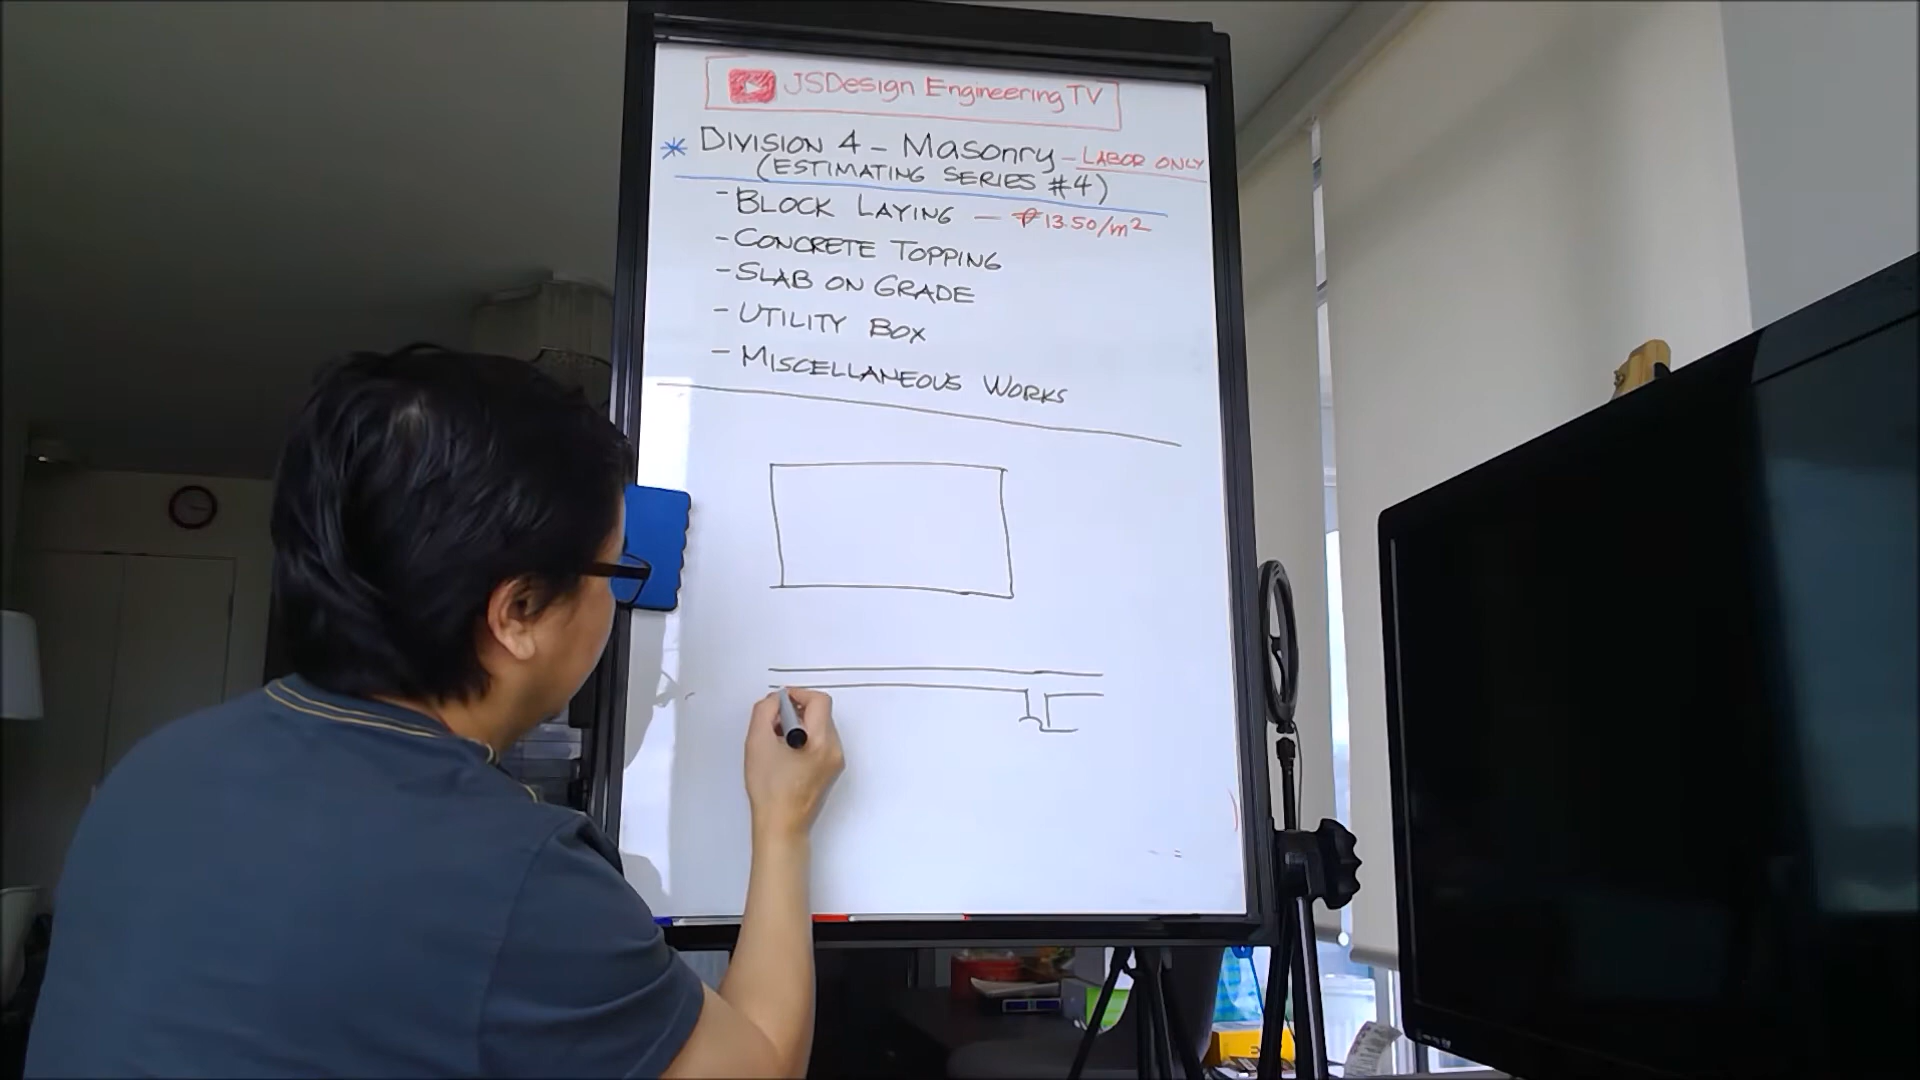 JSDesign Engineering TV
* DIVISION 4 - Masonry - LABOR ONLY
(ESTIMATING SERIES #4)
- BLOCK LAYING — ₱13.50/m²
- CONCRETE TOPPING
- SLAB ON GRADE
- UTILITY BOX
- MISCELLANEOUS WORKS